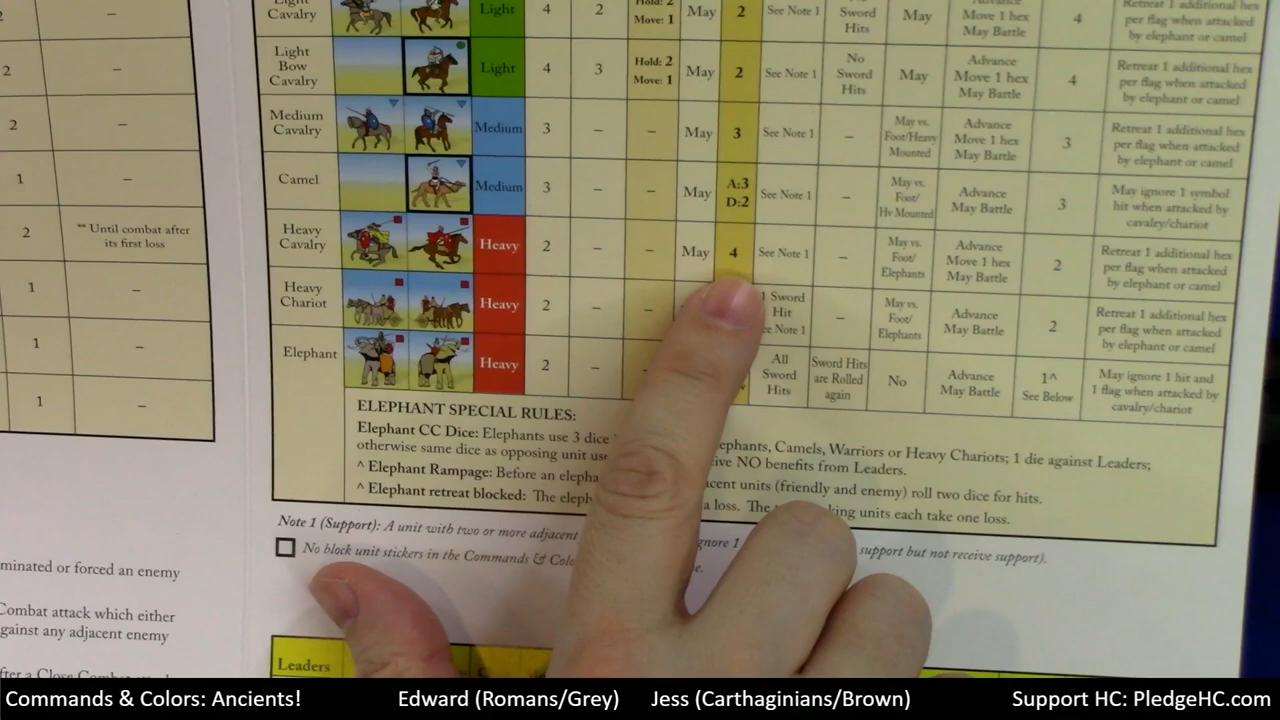 Light
Cavalry
Light
4
2
Hold: 2
Move: 1
May
2
See Note 1
Sword
Hits
May
Advance
Move 1 hex
May Battle
4
Retreat 1 additional hex
per flag when attacked
by elephant or camel
Light
Bow
Cavalry
Light
4
3
Hold: 2
Move: 1
May
2
See Note 1
No
Sword
Hits
May
Advance
Move 1 hex
May Battle
4
Retreat 1 additional hex
per flag when attacked
by elephant or camel
Medium
Cavalry
Medium
3
–
–
May
3
See Note 1
–
May vs.
Foot/Heavy
Mounted
Advance
Move 1 hex
May Battle
3
Retreat 1 additional hex
per flag when attacked
by elephant or camel
Camel
Medium
3
–
–
May
A:3
D:2
See Note 1
–
May vs.
Foot/
Hv Mounted
Advance
May Battle
3
May ignore 1 symbol
hit when attacked by
cavalry/chariot
Heavy
Cavalry
Heavy
2
–
–
May
4
See Note 1
–
May vs.
Foot/
Elephants
Advance
Move 1 hex
May Battle
2
Retreat 1 additional hex
per flag when attacked
by elephant or camel
Heavy
Chariot
Heavy
2
–
–
1 Sword
Hit
Note 1
–
May vs.
Foot/
Elephants
Advance
May Battle
2
Retreat 1 additional hex
per flag when attacked
by elephant or camel
Elephant
Heavy
2
–
All
Sword
Hits
Sword Hits
are Rolled
again
No
Advance
May Battle
1^
See Below
May ignore 1 hit and
1 flag when attacked by
cavalry/chariot
ELEPHANT SPECIAL RULES:
Elephant CC Dice: Elephants use 3 dice
Elephants, Camels, Warriors or Heavy Chariots; 1 die against Leaders;
otherwise same dice as opposing unit
NO benefits from Leaders.
^ Elephant Rampage: Before an
units (friendly and enemy) roll two dice for hits.
^ Elephant retreat blocked: The
a loss. The
units each take one loss.
Note 1 (Support): A unit with two or more adjacent
1
support but not receive support).
No block unit stickers in the Commands &
Leaders
2
–
2
–
2
–
1
–
2
** Until combat after
its first loss
1
–
1
–
1
–
or forced an enemy
Combat attack which either
any adjacent enemy
Commands & Colors: Ancients!
Edward (Romans/Grey)
Jess (Carthaginians/Brown)
Support HC: PledgeHC.com